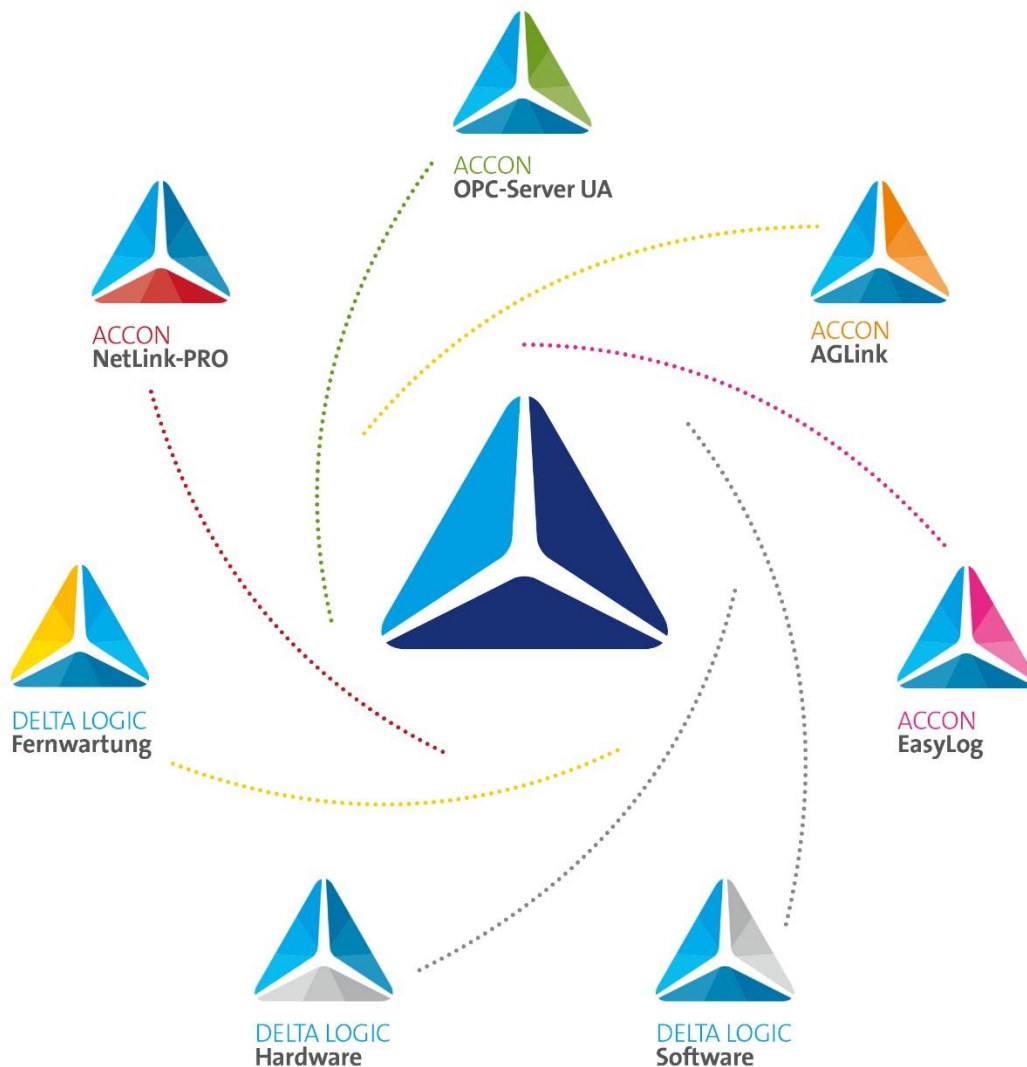 ACCON
OPC-Server UA
ACCON
NetLink-PRO
ACCON
AGLink
DELTA LOGIC
Fernwartung
ACCON
EasyLog
DELTA LOGIC
Hardware
DELTA LOGIC
Software